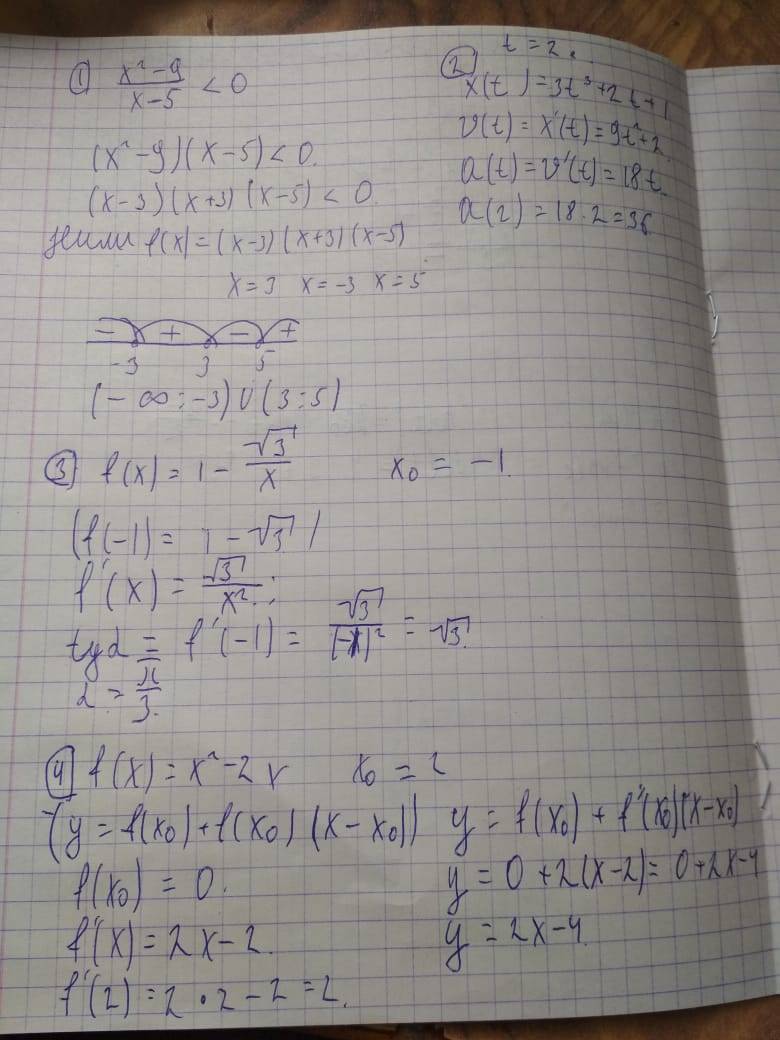 ① x²-9 / x-5 < 0
(x²-9)(x-5)<0.
(x-3)(x+3)(x-5)<0
f(x)=(x-3)(x+3)(x-5)
x=3 x=-3 x=5
- + - +
-3 3 5
(-∞;-3)∪(3;5)
② t=2.
x(t)=3t³+2t+1
v(t)=x'(t)=9t²+2.
a(t)=v'(t)=18t.
a(2)=18·2=36
③ f(x)=1-√3/x x₀=-1.
(f(-1)=1-√3)
f'(x)=√3/x²;
tgα=f'(-1)=√3/(-1)²=√3.
α=π/3.
④ f(x)=x²-2x x₀=2
(y=f(x₀)+f(x₀)(x-x₀))
f(x₀)=0.
f'(x)=2x-2.
f'(2)=2·2-2=2.
y=f(x₀)+f'(x₀)(x-x₀)
y=0+2(x-2)=0+2x-4
y=2x-4.